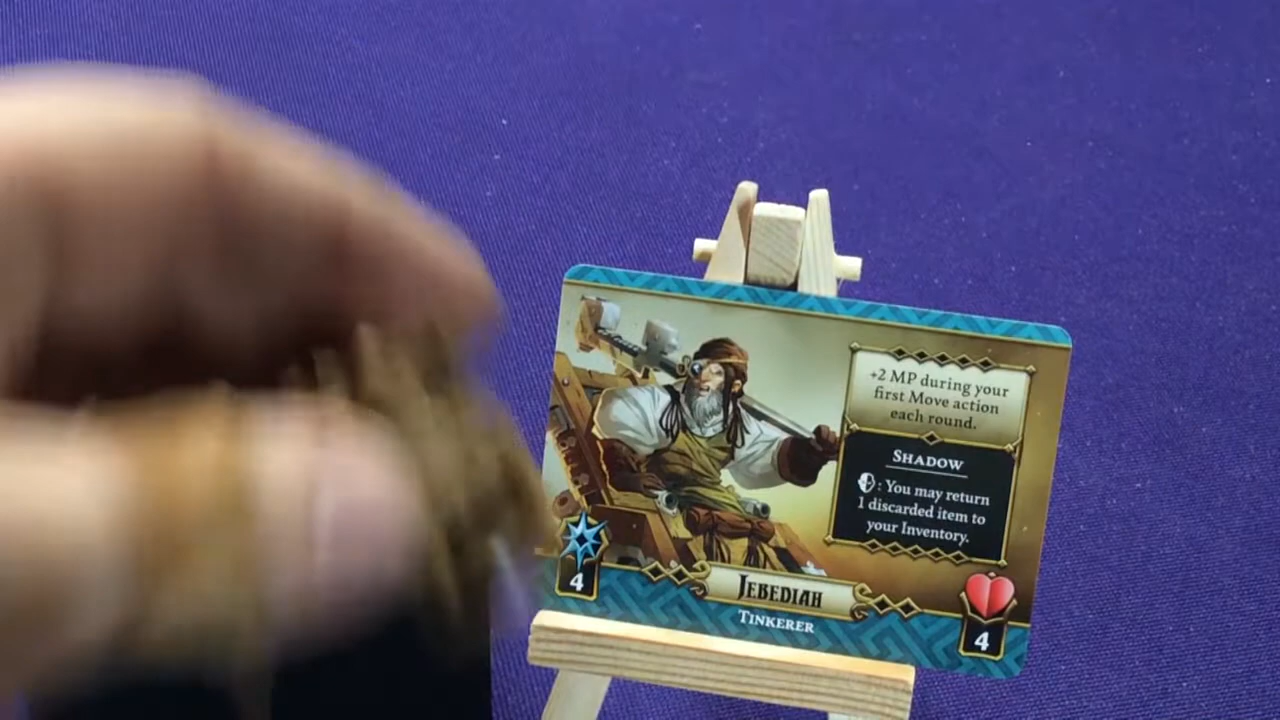 +2 MP during your
first Move action
each round.
SHADOW
: You may return
1 discarded item to
your Inventory.
4
JEBEDIAH
TINKERER
4